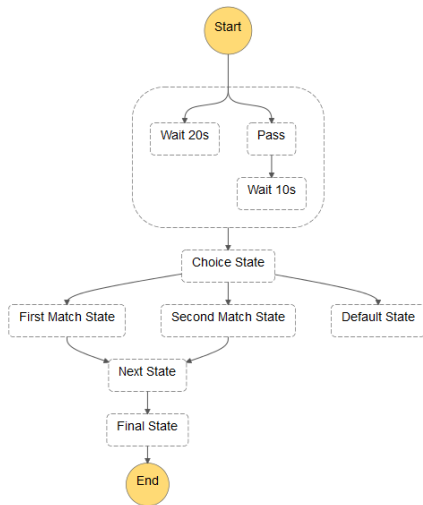 Start
Wait 20s
Pass
Wait 10s
Choice State
First Match State
Second Match State
Default State
Next State
Final State
End